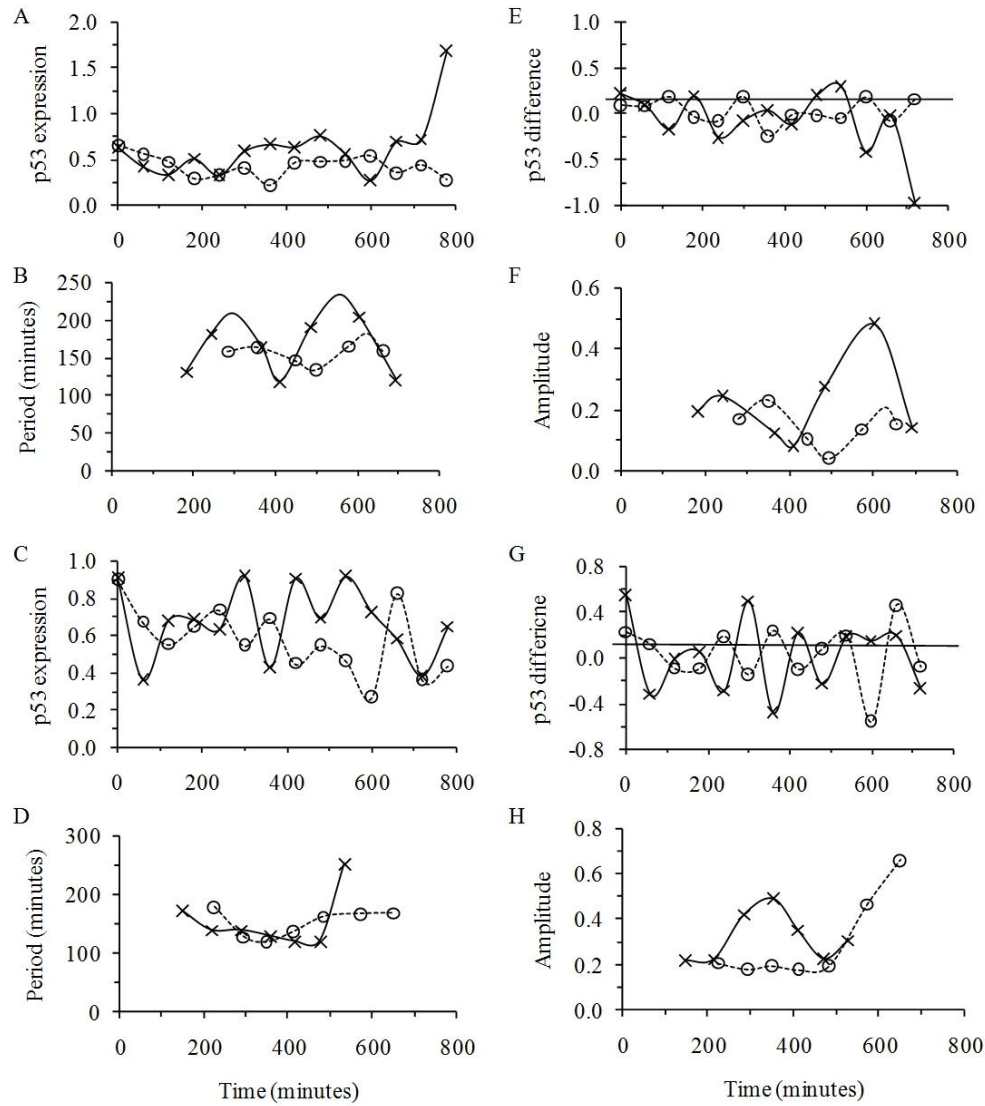 A
p53 expression
2.0
1.5
1.0
0.5
0.0
0 200 400 600 800
E
p53 difference
1.0
0.5
0.0
-0.5
-1.0
0 200 400 600 800
B
Period (minutes)
250
200
150
100
50
0
0 200 400 600 800
F
Amplitude
0.6
0.4
0.2
0.0
0 200 400 600 800
C
p53 expression
1.0
0.8
0.6
0.4
0.2
0.0
0 200 400 600 800
G
p53 differicne
0.8
0.4
0.0
-0.4
-0.8
0 200 400 600 800
D
Period (minutes)
300
200
100
0
0 200 400 600 800
Time (minutes)
H
Amplitude
0.8
0.6
0.4
0.2
0.0
0 200 400 600 800
Time (minutes)